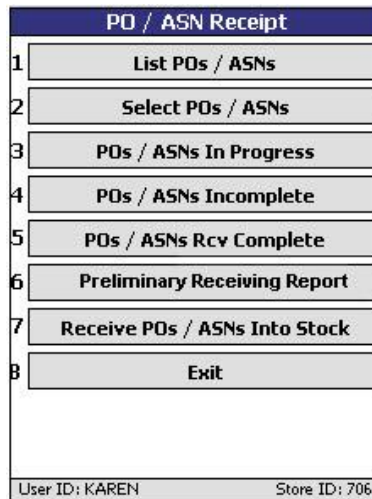 PO / ASN Receipt
1 List POs / ASNs
2 Select POs / ASNs
3 POs / ASNs In Progress
4 POs / ASNs Incomplete
5 POs / ASNs Rcv Complete
6 Preliminary Receiving Report
7 Receive POs / ASNs Into Stock
8 Exit
User ID: KAREN Store ID: 706